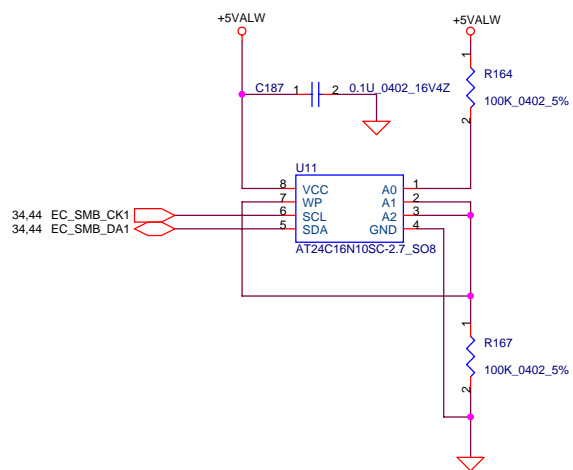 +5VALW
+5VALW
C187 1 2 0.1U_0402_16V4Z
1
R164
100K_0402_5%
2
U11
8 VCC A0 1
7 WP A1 2
34,44 EC_SMB_CK1 6 SCL A2 3
34,44 EC_SMB_DA1 5 SDA GND 4
AT24C16N10SC-2.7_SO8
1
R167
100K_0402_5%
2